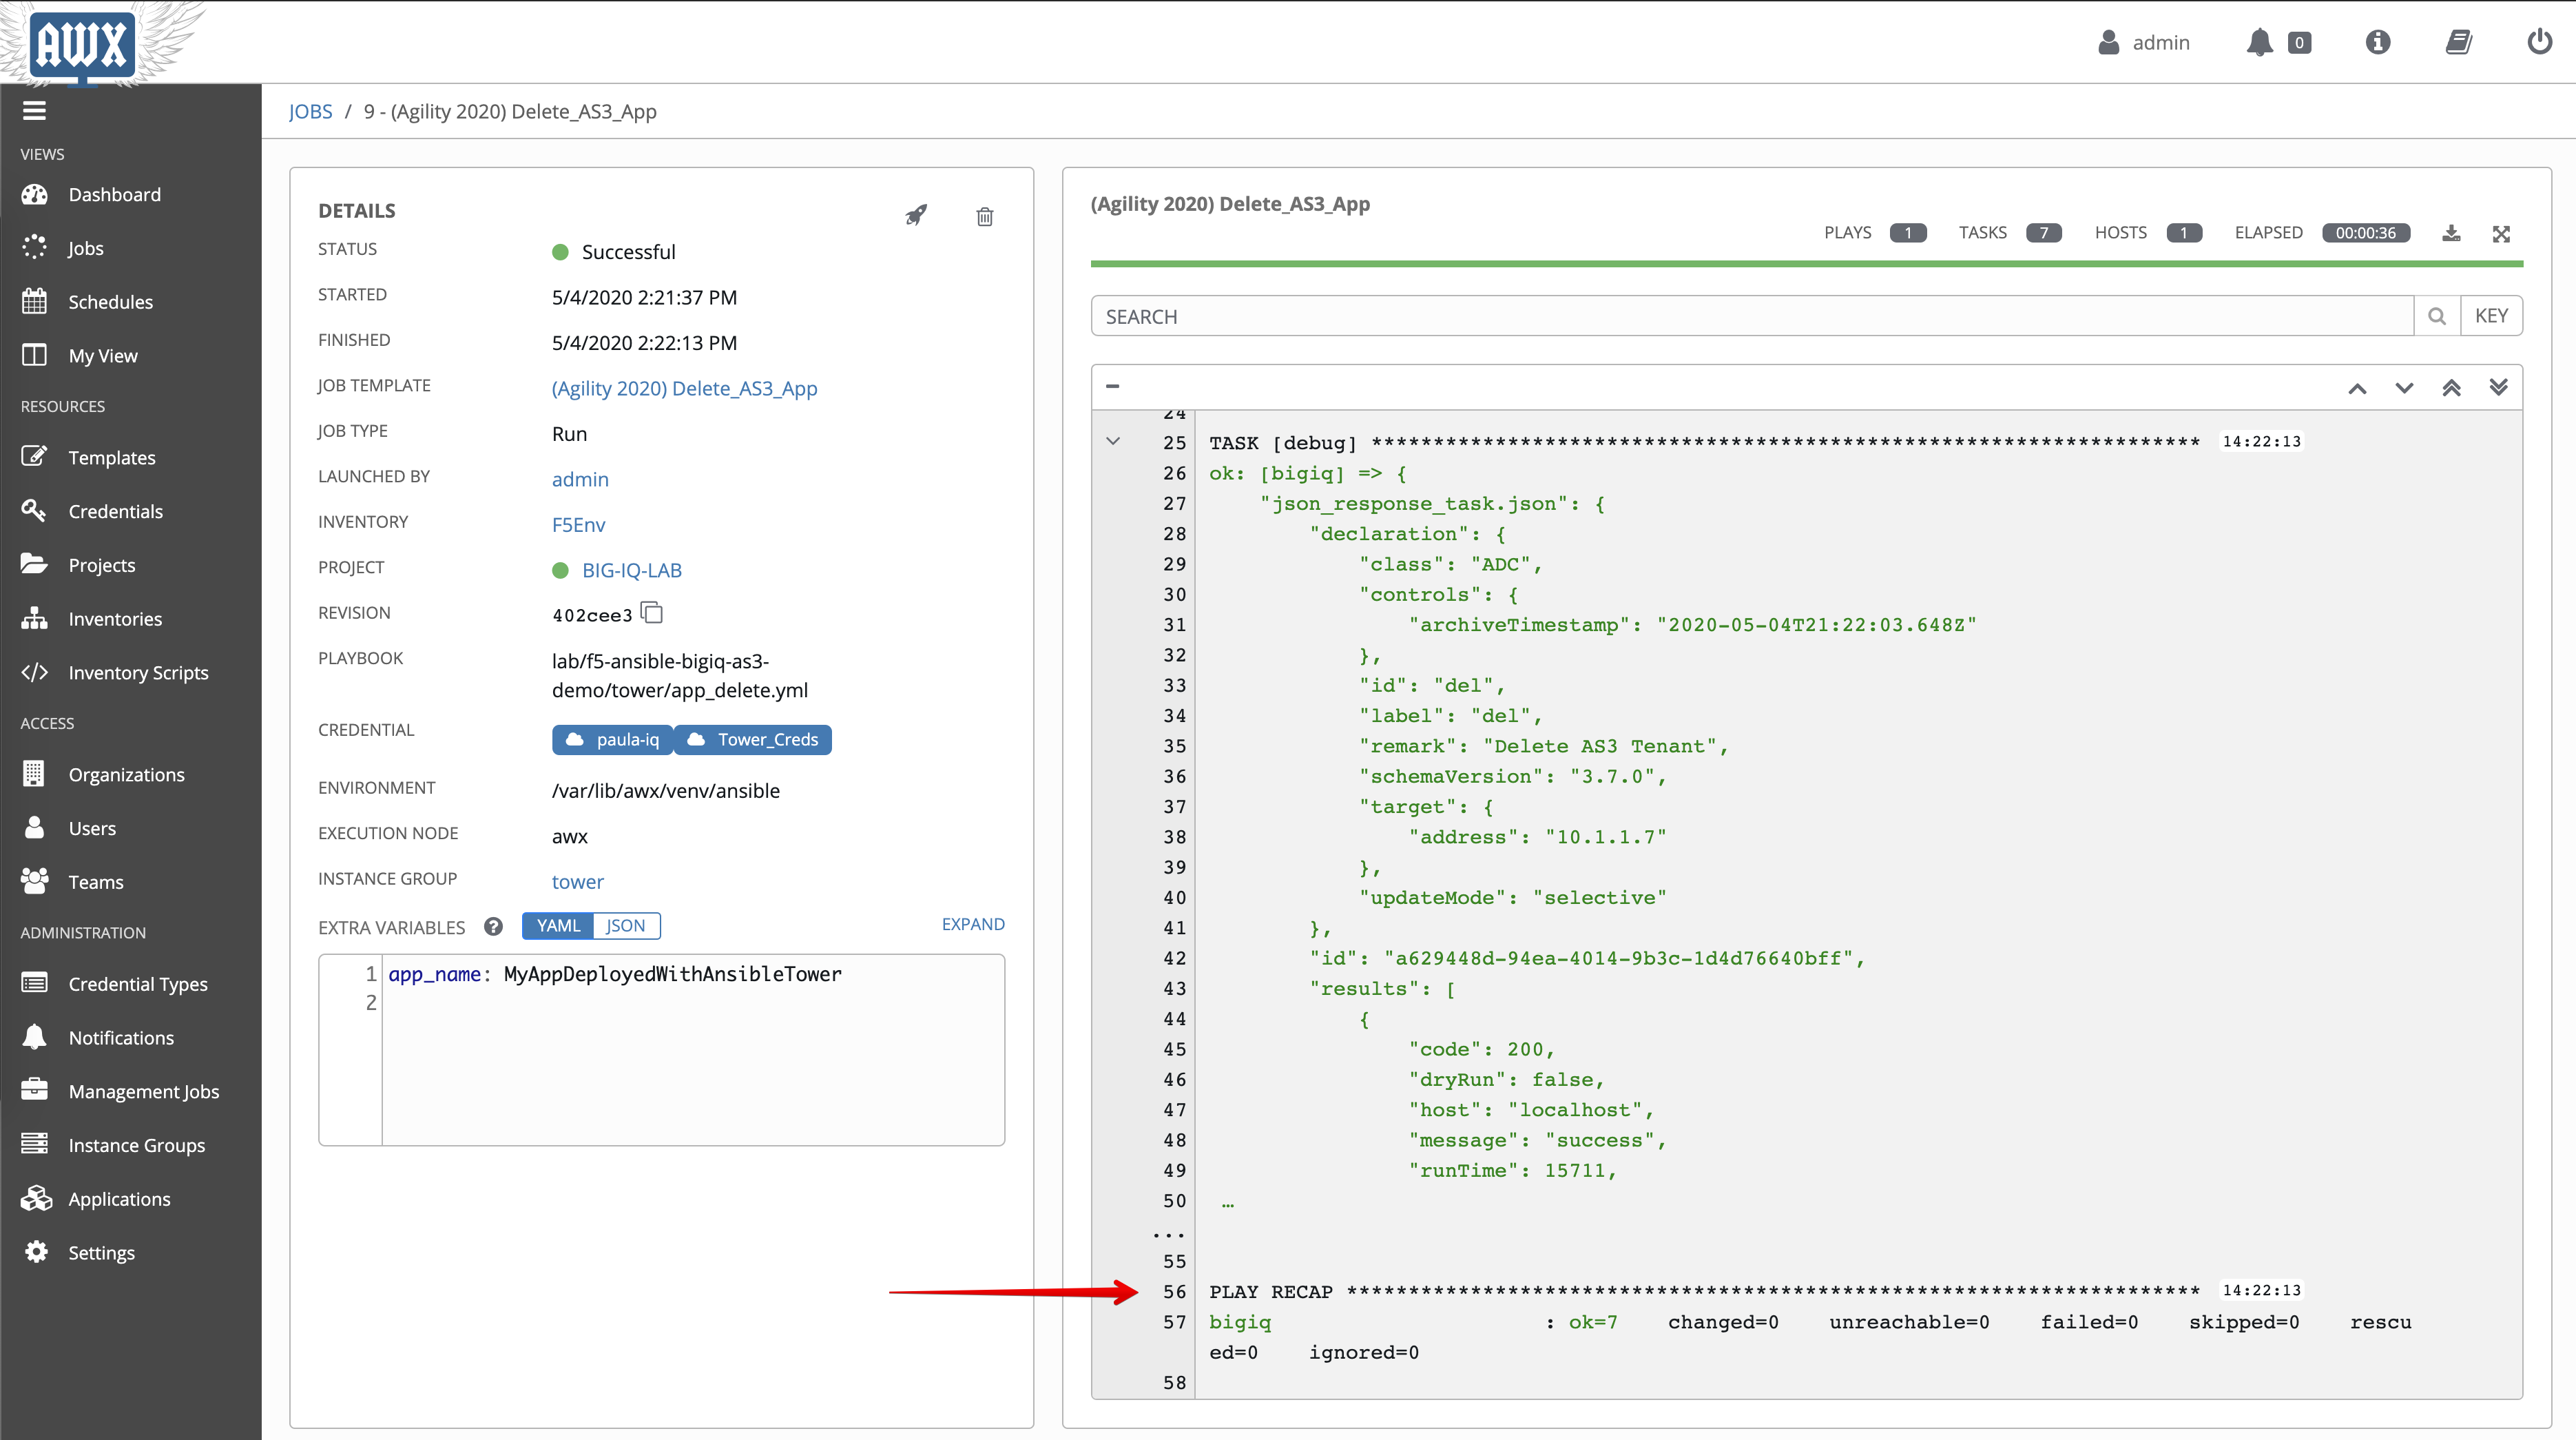 AWX
admin
0
JOBS / 9 - (Agility 2020) Delete_AS3_App
VIEWS
Dashboard
Jobs
Schedules
My View
RESOURCES
Templates
Credentials
Projects
Inventories
Inventory Scripts
ACCESS
Organizations
Users
Teams
ADMINISTRATION
Credential Types
Notifications
Management Jobs
Instance Groups
Applications
Settings
DETAILS
STATUS Successful
STARTED 5/4/2020 2:21:37 PM
FINISHED 5/4/2020 2:22:13 PM
JOB TEMPLATE (Agility 2020) Delete_AS3_App
JOB TYPE Run
LAUNCHED BY admin
INVENTORY F5Env
PROJECT BIG-IQ-LAB
REVISION 402cee3
PLAYBOOK lab/f5-ansible-bigiq-as3-
demo/tower/app_delete.yml
CREDENTIAL paula-iq Tower_Creds
ENVIRONMENT /var/lib/awx/venv/ansible
EXECUTION NODE awx
INSTANCE GROUP tower
EXTRA VARIABLES ? YAML JSON EXPAND
1 app_name: MyAppDeployedWithAnsibleTower
2
(Agility 2020) Delete_AS3_App
PLAYS 1 TASKS 7 HOSTS 1 ELAPSED 00:00:36
SEARCH KEY
24
25 TASK [debug] ******************************************************************* 14:22:13
26 ok: [bigiq] => {
27 "json_response_task.json": {
28 "declaration": {
29 "class": "ADC",
30 "controls": {
31 "archiveTimestamp": "2020-05-04T21:22:03.648Z"
32 },
33 "id": "del",
34 "label": "del",
35 "remark": "Delete AS3 Tenant",
36 "schemaVersion": "3.7.0",
37 "target": {
38 "address": "10.1.1.7"
39 },
40 "updateMode": "selective"
41 },
42 "id": "a629448d-94ea-4014-9b3c-1d4d76640bff",
43 "results": [
44 {
45 "code": 200,
46 "dryRun": false,
47 "host": "localhost",
48 "message": "success",
49 "runTime": 15711,
50 …
...
55
56 PLAY RECAP ********************************************************************* 14:22:13
57 bigiq : ok=7 changed=0 unreachable=0 failed=0 skipped=0 rescu
ed=0 ignored=0
58